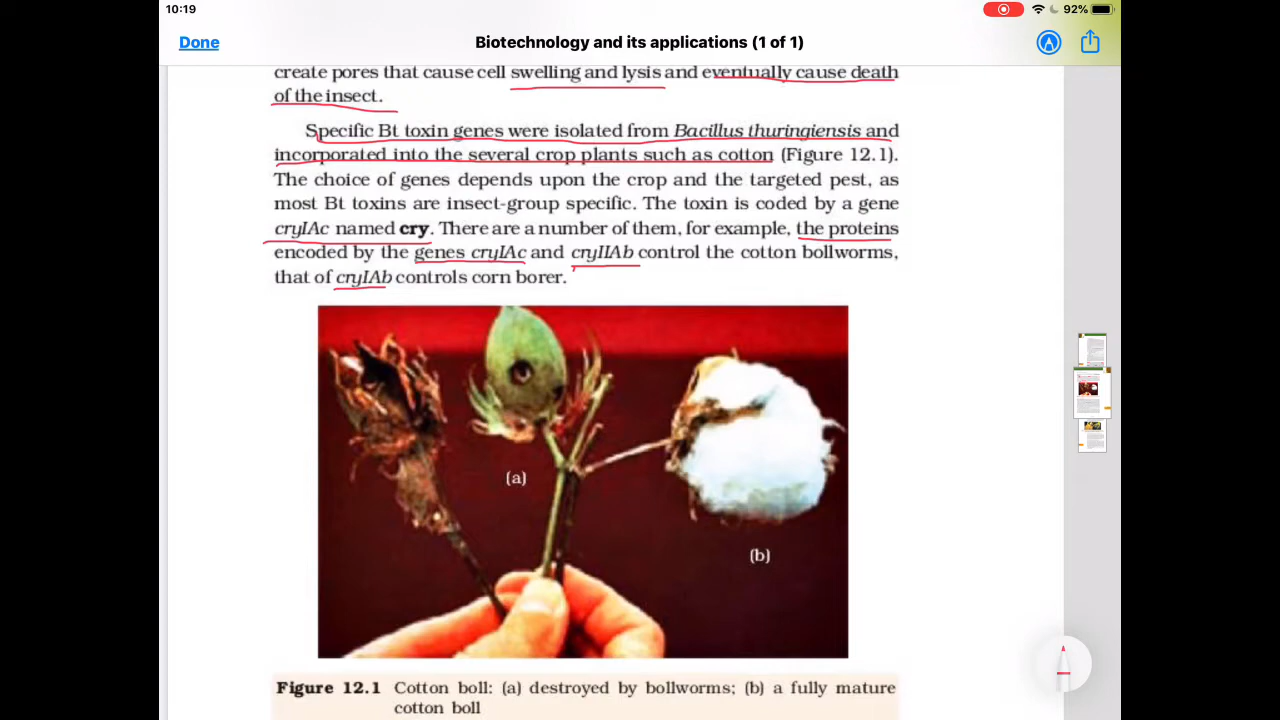 10:19
92%
Done
Biotechnology and its applications (1 of 1)
create pores that cause cell swelling and lysis and eventually cause death
of the insect.
Specific Bt toxin genes were isolated from Bacillus thuringiensis and
incorporated into the several crop plants such as cotton (Figure 12.1).
The choice of genes depends upon the crop and the targeted pest, as
most Bt toxins are insect-group specific. The toxin is coded by a gene
cryIAc named cry. There are a number of them, for example, the proteins
encoded by the genes cryIAc and cryIIAb control the cotton bollworms,
that of cryIAb controls corn borer.
(a)
(b)
Figure 12.1 Cotton boll: (a) destroyed by bollworms; (b) a fully mature
cotton boll